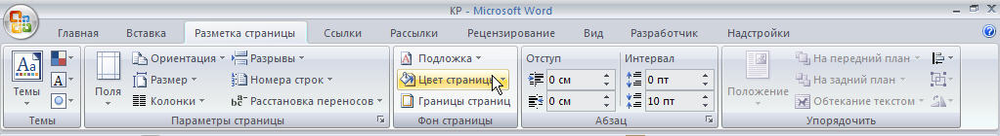 КР - Microsoft Word
Главная Вставка Разметка страницы Ссылки Рассылки Рецензирование Вид Разработчик Надстройки
Ориентация Разрывы Подложка Отступ Интервал На передний план
Aa A Размер Номера строк Цвет страницы 0 см 0 пт На задний план
Темы Поля Колонки Расстановка переносов Границы страниц 0 см 10 пт Положение Обтекание текстом
Темы Параметры страницы Фон страницы Абзац Упорядочить